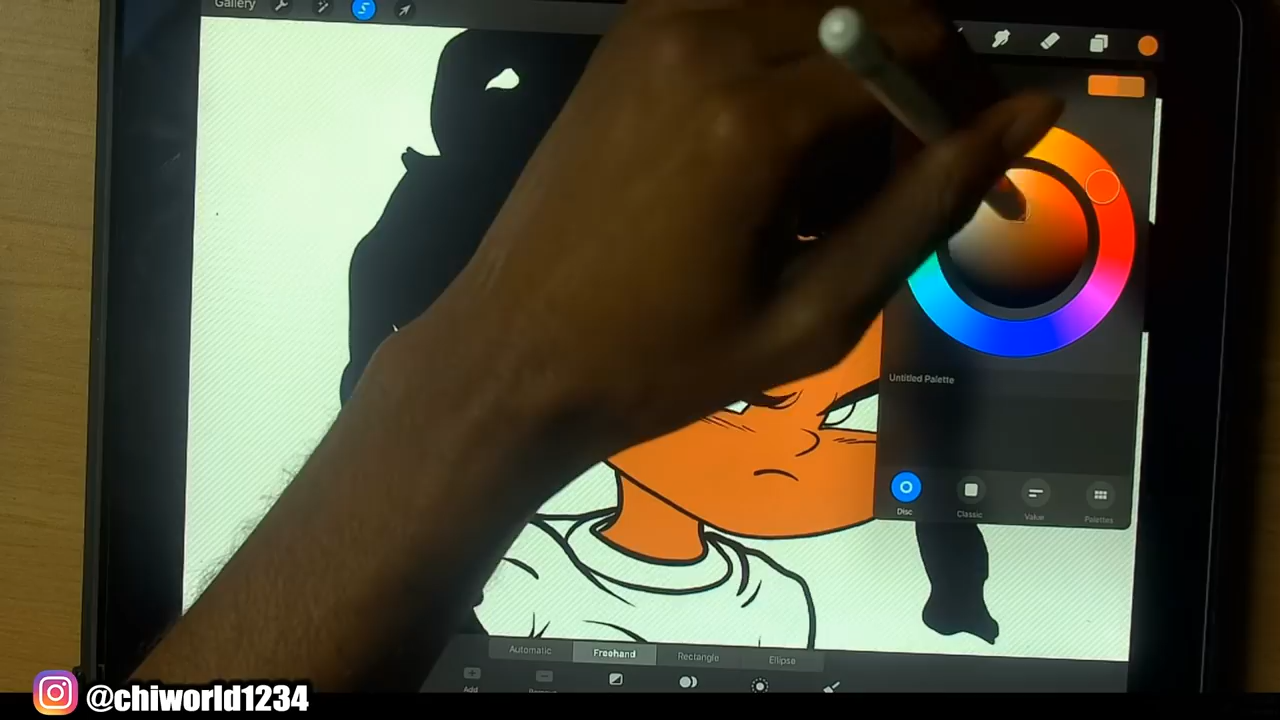 Gallery
Untitled Palette
Disc
Classic
Value
Palettes
Automatic
Freehand
Rectangle
Ellipse
Add
@chiworld1234